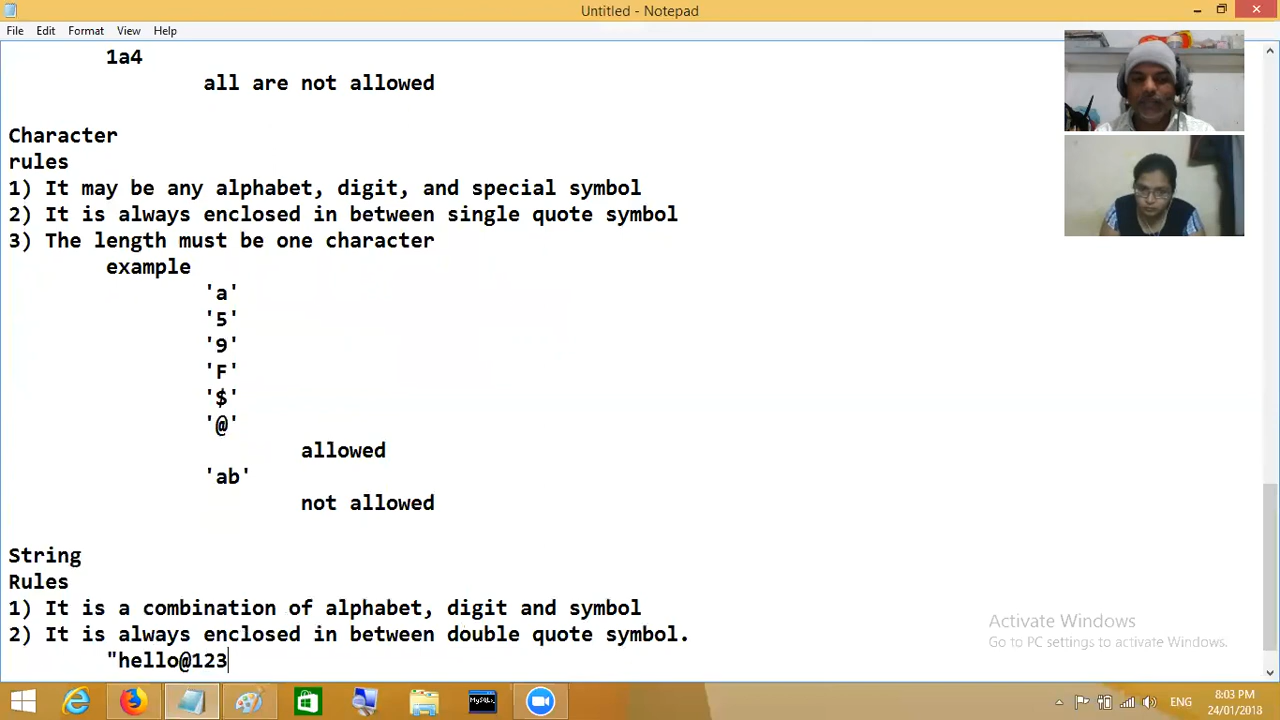 Untitled - Notepad
File Edit Format View Help
1a4
all are not allowed
Character
rules
1) It may be any alphabet, digit, and special symbol
2) It is always enclosed in between single quote symbol
3) The length must be one character
example
'a'
'5'
'9'
'F'
'$'
'@'
allowed
'ab'
not allowed
String
Rules
1) It is a combination of alphabet, digit and symbol
2) It is always enclosed in between double quote symbol.
"hello@123
Activate Windows
Go to PC settings to activate Windows.
MySQL
ENG
8:03 PM
24/01/2018